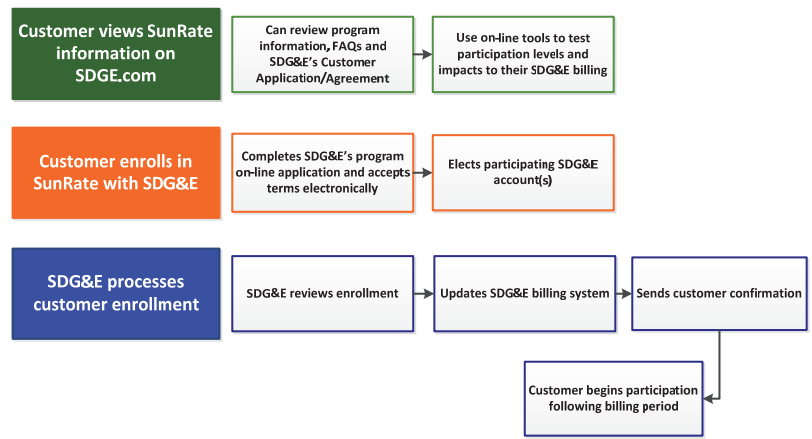 Customer views SunRate
information on
SDGE.com
Can review program
information, FAQs and
SDG&E's Customer
Application/Agreement
Use on-line tools to test
participation levels and
impacts to their SDG&E billing
Customer enrolls in
SunRate with SDG&E
Completes SDG&E's program
on-line application and accepts
terms electronically
Elects participating SDG&E
account(s)
SDG&E processes
customer enrollment
SDG&E reviews enrollment
Updates SDG&E billing system
Sends customer confirmation
Customer begins participation
following billing period